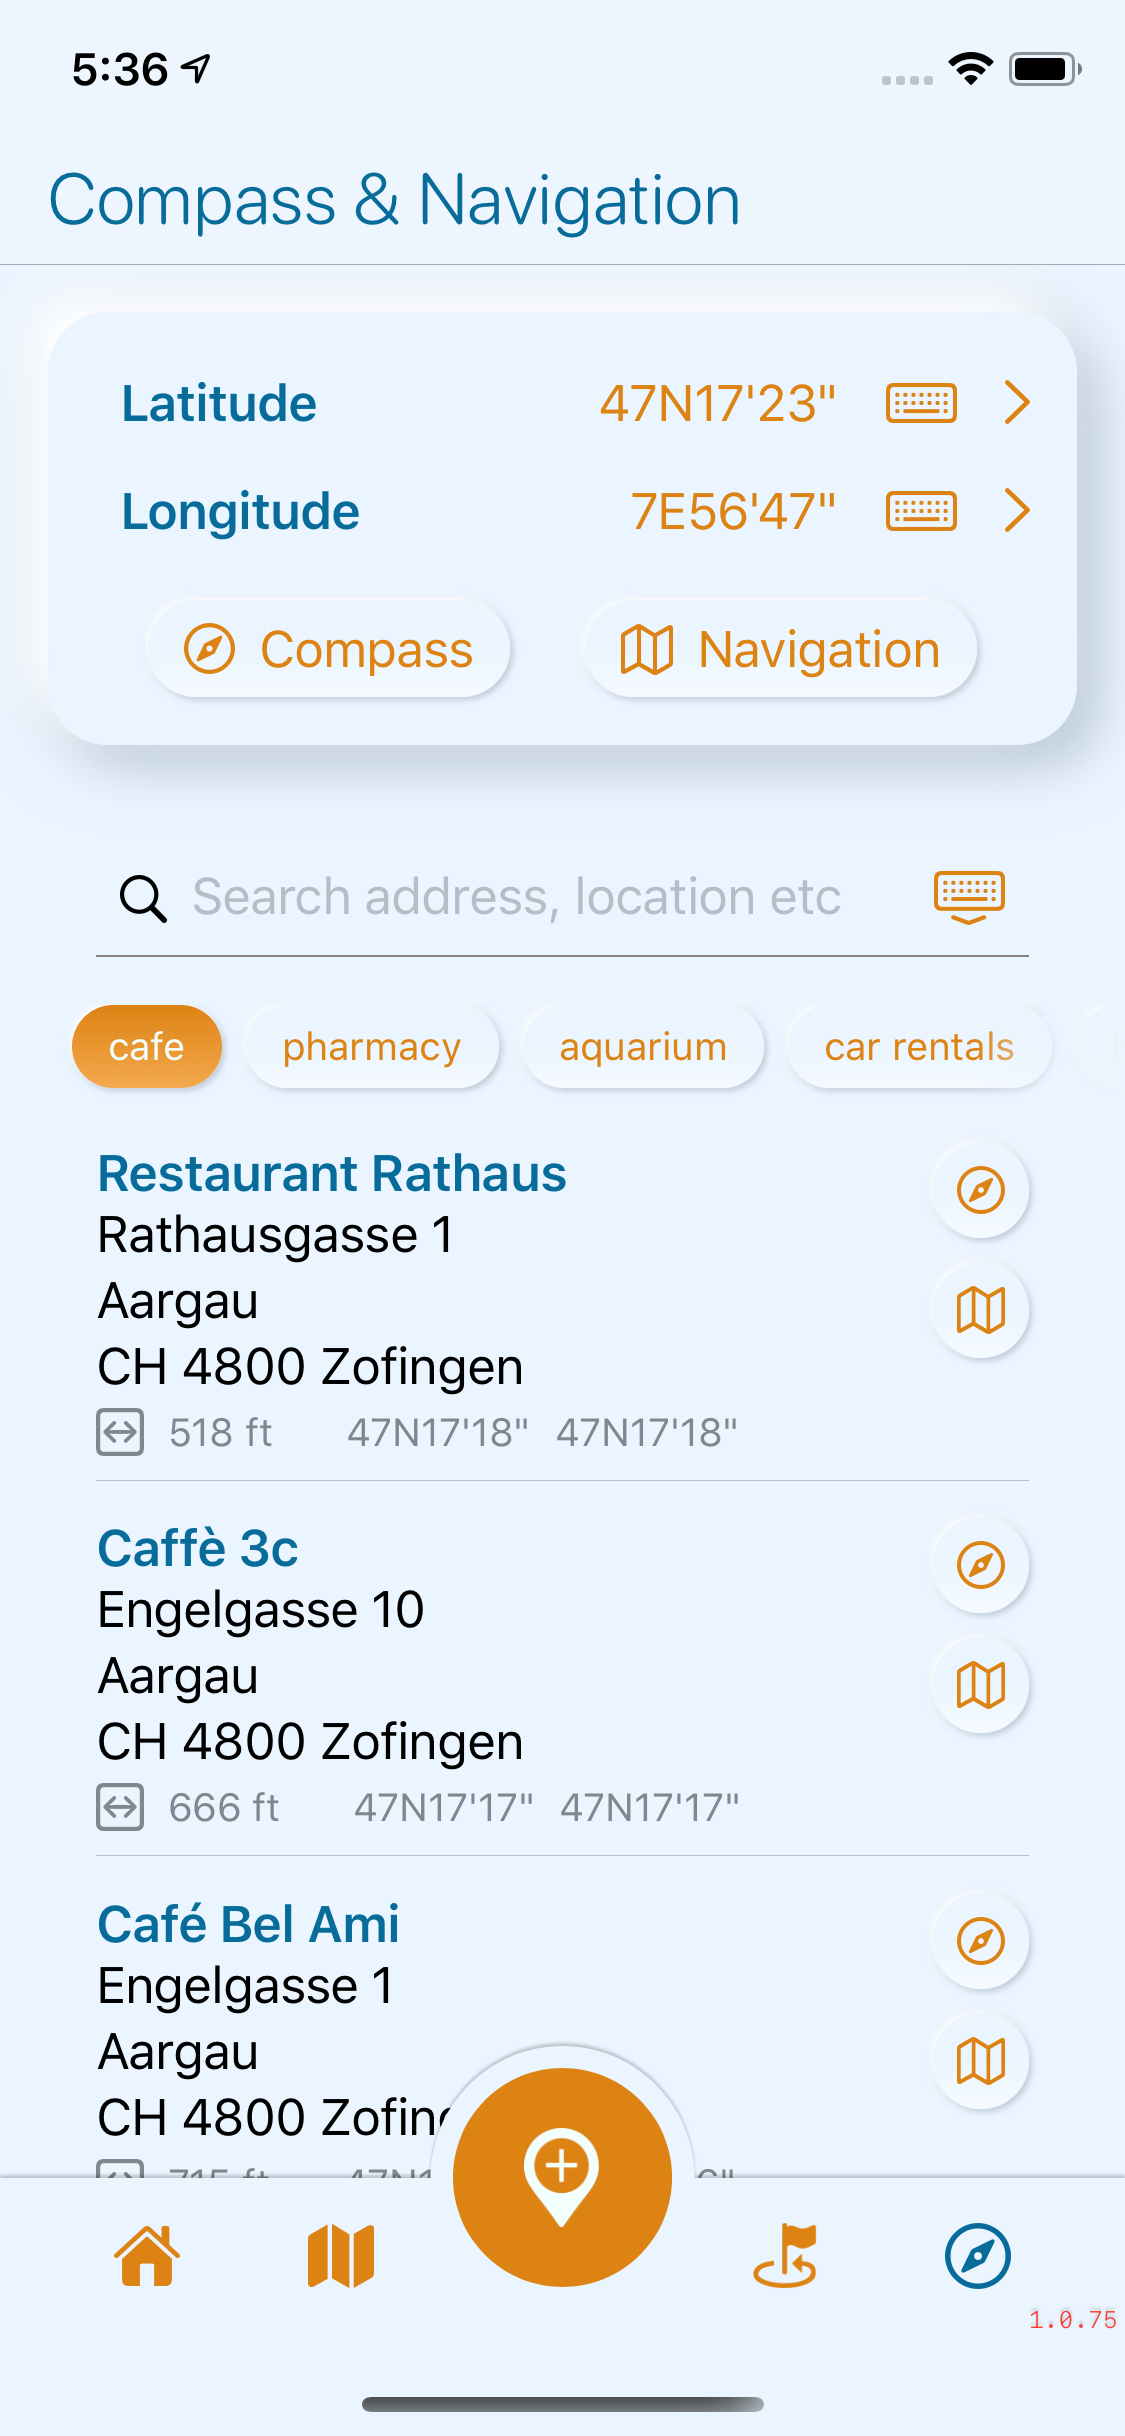 5:36
Compass & Navigation
Latitude 47N17'23"
Longitude 7E56'47"
Compass Navigation
Search address, location etc
cafe pharmacy aquarium car rentals
Restaurant Rathaus
Rathausgasse 1
Aargau
CH 4800 Zofingen
518 ft 47N17'18" 47N17'18"
Caffè 3c
Engelgasse 10
Aargau
CH 4800 Zofingen
666 ft 47N17'17" 47N17'17"
Café Bel Ami
Engelgasse 1
Aargau
CH 4800
715 ft
1.0.75